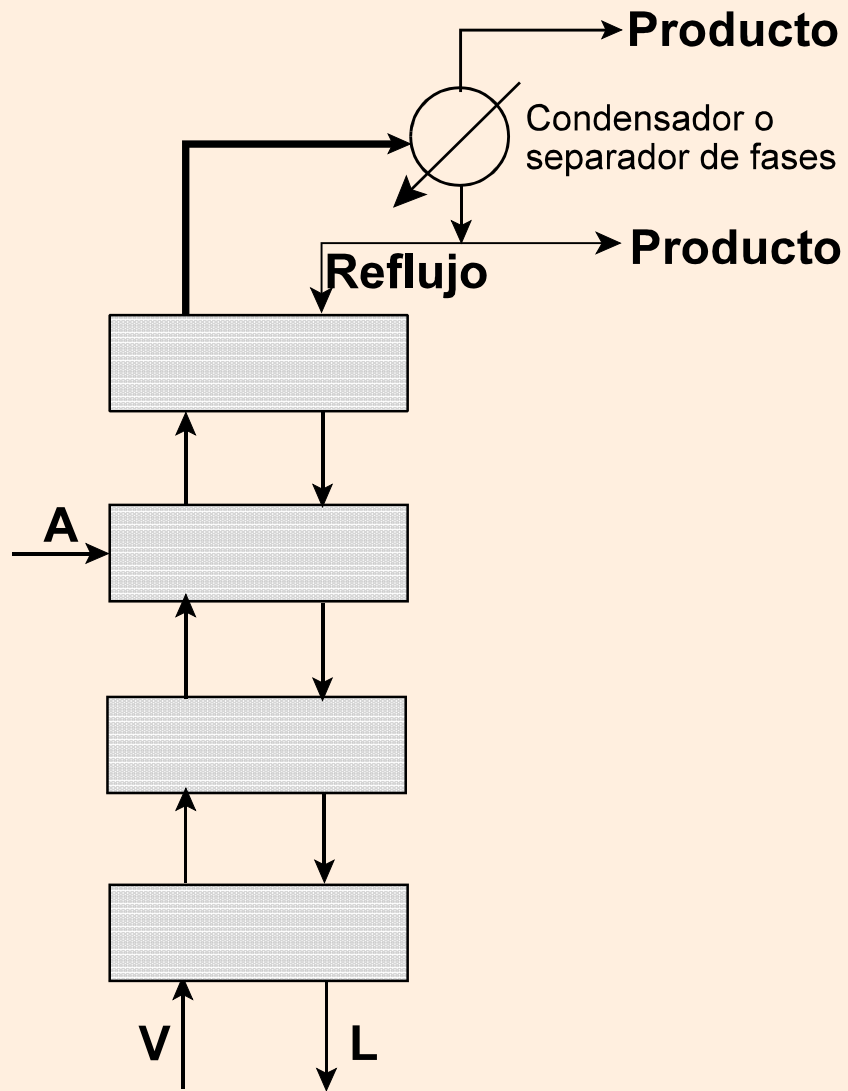 Producto
Condensador o
separador de fases
Producto
Reflujo
A
V
L